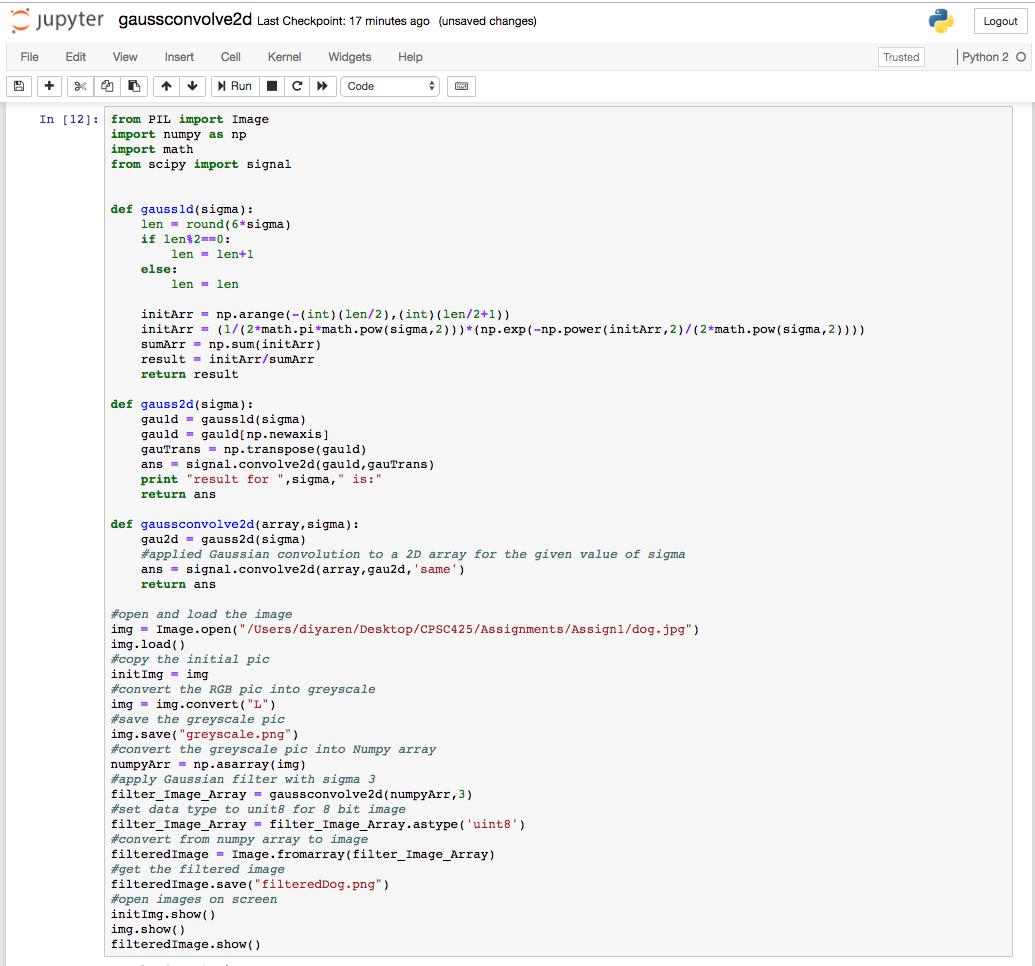 jupyter gaussconvolve2d Last Checkpoint: 17 minutes ago (unsaved changes) Logout
File Edit View Insert Cell Kernel Widgets Help Trusted Python 2
Run Code
In [12]:
from PIL import Image
import numpy as np
import math
from scipy import signal
def gauss1d(sigma):
    len = round(6*sigma)
    if len%2==0:
        len = len+1
    else:
        len = len
    initArr = np.arange(-(int)(len/2),(int)(len/2+1))
    initArr = (1/(2*math.pi*math.pow(sigma,2)))*(np.exp(-np.power(initArr,2)/(2*math.pow(sigma,2))))
    sumArr = np.sum(initArr)
    result = initArr/sumArr
    return result
def gauss2d(sigma):
    gau1d = gauss1d(sigma)
    gau1d = gau1d[np.newaxis]
    gauTrans = np.transpose(gau1d)
    ans = signal.convolve2d(gau1d,gauTrans)
    print "result for ",sigma," is:"
    return ans
def gaussconvolve2d(array,sigma):
    gau2d = gauss2d(sigma)
    #applied Gaussian convolution to a 2D array for the given value of sigma
    ans = signal.convolve2d(array,gau2d,'same')
    return ans
#open and load the image
img = Image.open("/Users/diyaren/Desktop/CPSC425/Assignments/Assign1/dog.jpg")
img.load()
#copy the initial pic
initImg = img
#convert the RGB pic into greyscale
img = img.convert("L")
#save the greyscale pic
img.save("greyscale.png")
#convert the greyscale pic into Numpy array
numpyArr = np.asarray(img)
#apply Gaussian filter with sigma 3
filter_Image_Array = gaussconvolve2d(numpyArr,3)
#set data type to unit8 for 8 bit image
filter_Image_Array = filter_Image_Array.astype('uint8')
#convert from numpy array to image
filteredImage = Image.fromarray(filter_Image_Array)
#get the filtered image
filteredImage.save("filteredDog.png")
#open images on screen
initImg.show()
img.show()
filteredImage.show()